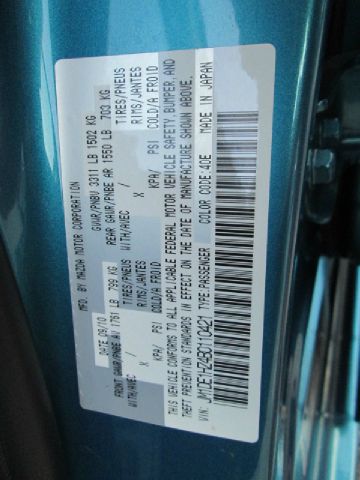 MFD. BY MAZDA MOTOR CORPORATION
DATE: 09/10 GVWR/PNBV 3311 LB 1502 KG
FRONT GAWR/PNBE AV 1761 LB 799 KG REAR GAWR/PNBE AR 1550 LB 703 KG
WITH/AVEC / TIRES/PNEUS WITH/AVEC / TIRES/PNEUS
X RIMS/JANTES X RIMS/JANTES
KPA/ PSI COLD/A FROID KPA/ PSI COLD/A FROID
THIS VEHICLE CONFORMS TO ALL APPLICABLE FEDERAL MOTOR VEHICLE SAFETY, BUMPER, AND
THEFT PREVENTION STANDARDS IN EFFECT ON THE DATE OF MANUFACTURE SHOWN ABOVE.
VIN: TYPE:PASSENGER COLOR CODE:40E MADE IN JAPAN